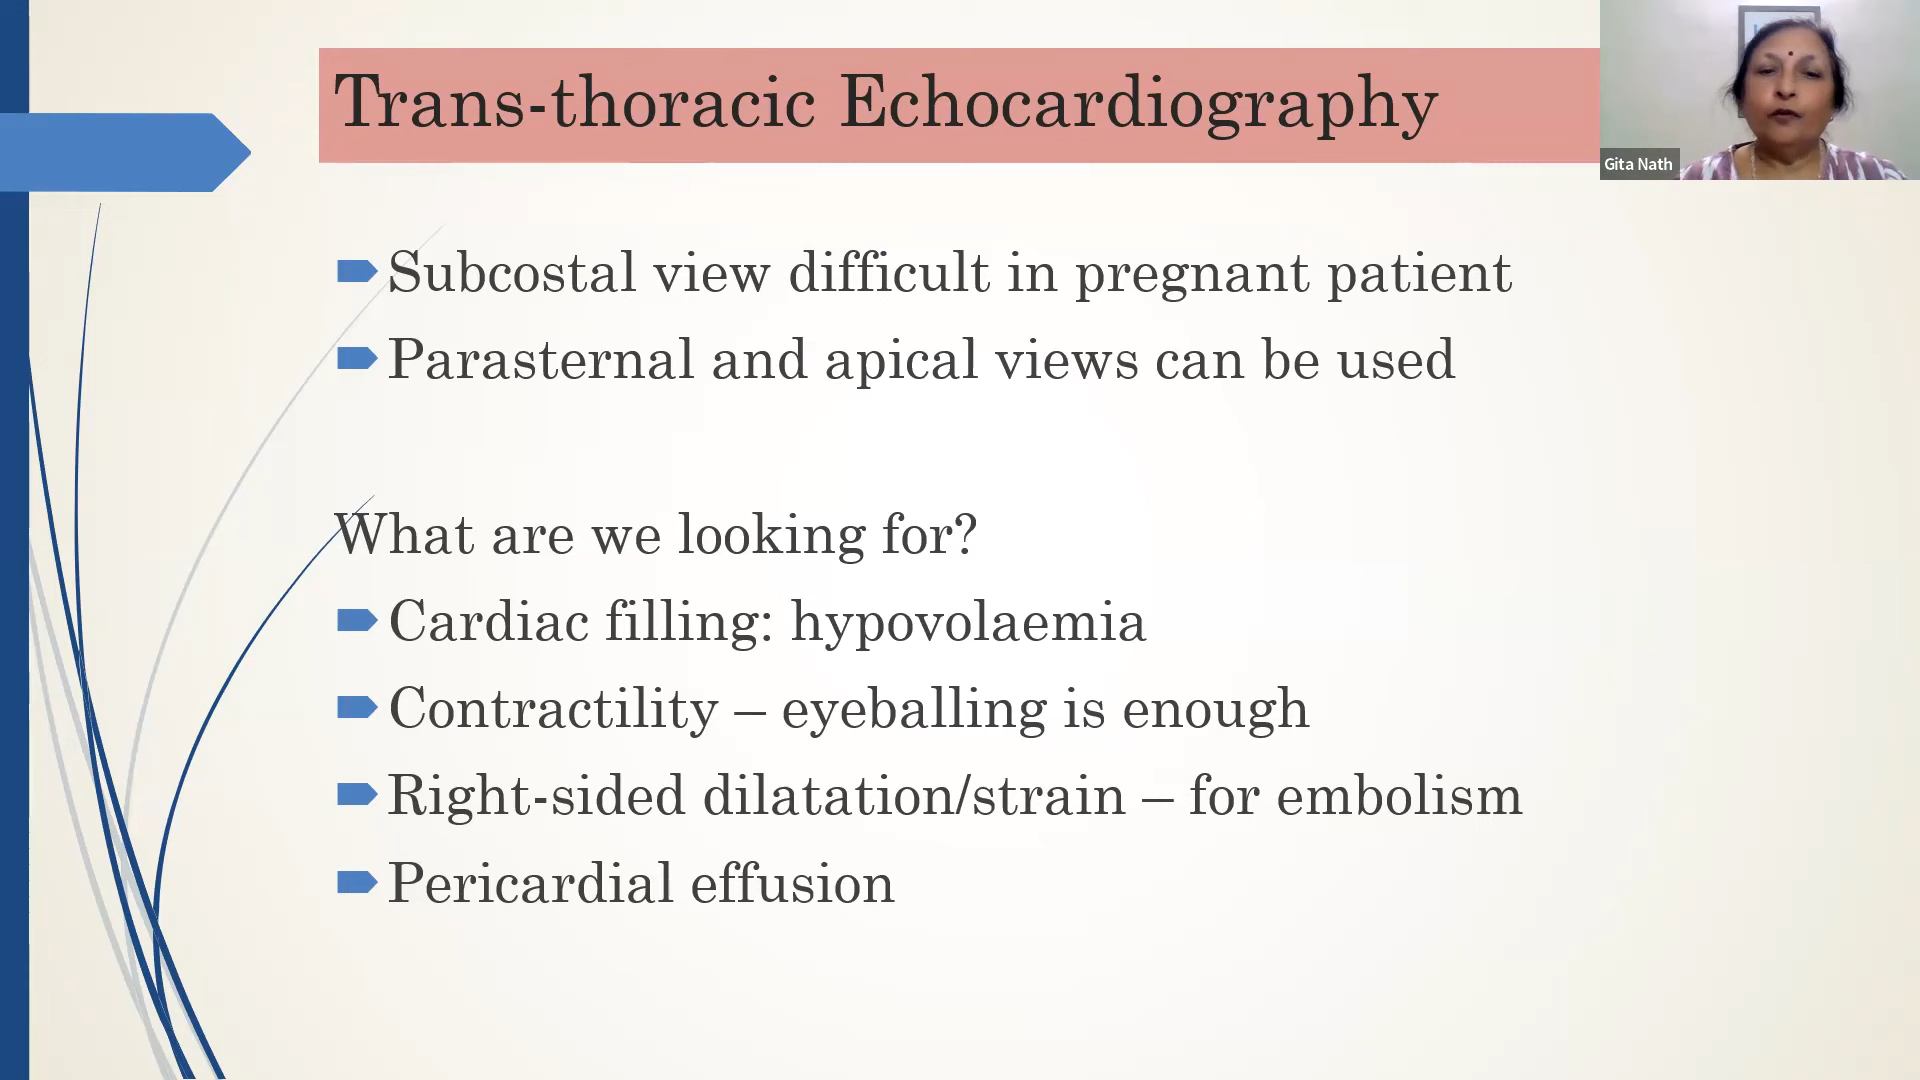 Trans-thoracic Echocardiography
Gita Nath
Subcostal view difficult in pregnant patient
Parasternal and apical views can be used
What are we looking for?
Cardiac filling: hypovolaemia
Contractility – eyeballing is enough
Right-sided dilatation/strain – for embolism
Pericardial effusion